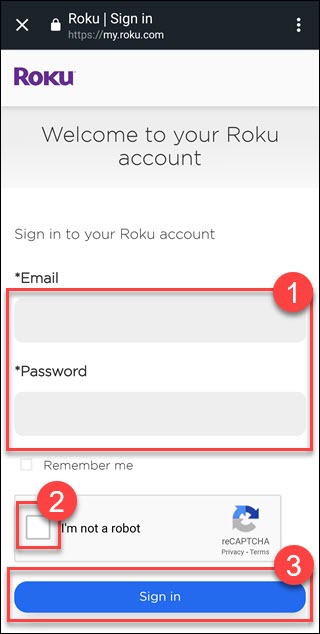 Roku | Sign in
https://my.roku.com
Roku
Welcome to your Roku
account
Sign in to your Roku account
*Email
1
*Password
Remember me
2
I'm not a robot
reCAPTCHA
Privacy - Terms
3
Sign in